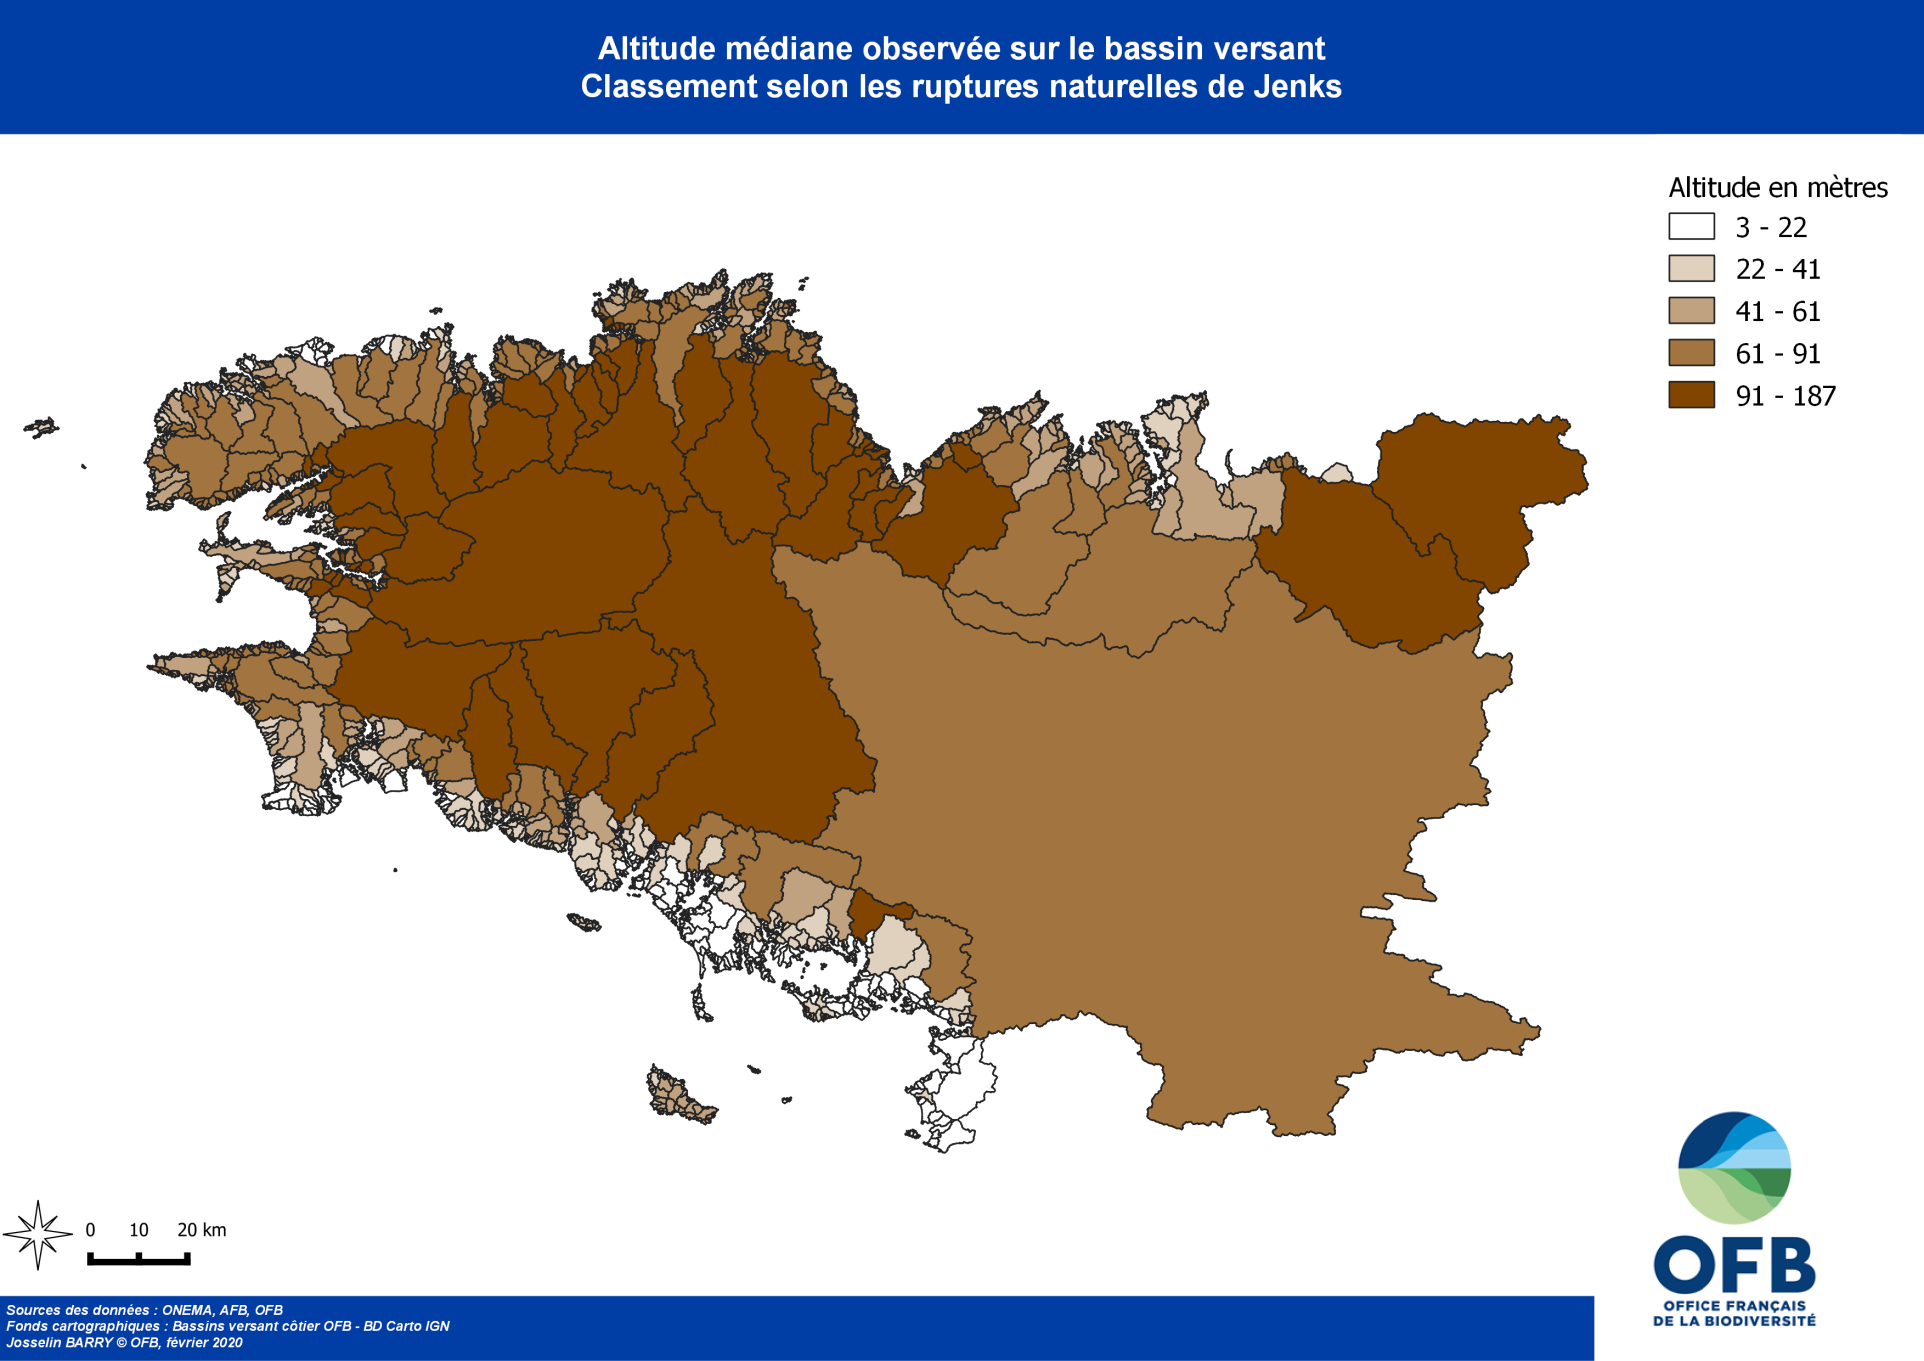 Altitude médiane observée sur le bassin versant
Classement selon les ruptures naturelles de Jenks
Altitude en mètres
3 - 22
22 - 41
41 - 61
61 - 91
91 - 187
0 10 20 km
OFB
OFFICE FRANÇAIS
DE LA BIODIVERSITÉ
Sources des données : ONEMA, AFB, OFB
Fonds cartographiques : Bassins versant côtier OFB - BD Carto IGN
Josselin BARRY © OFB, février 2020